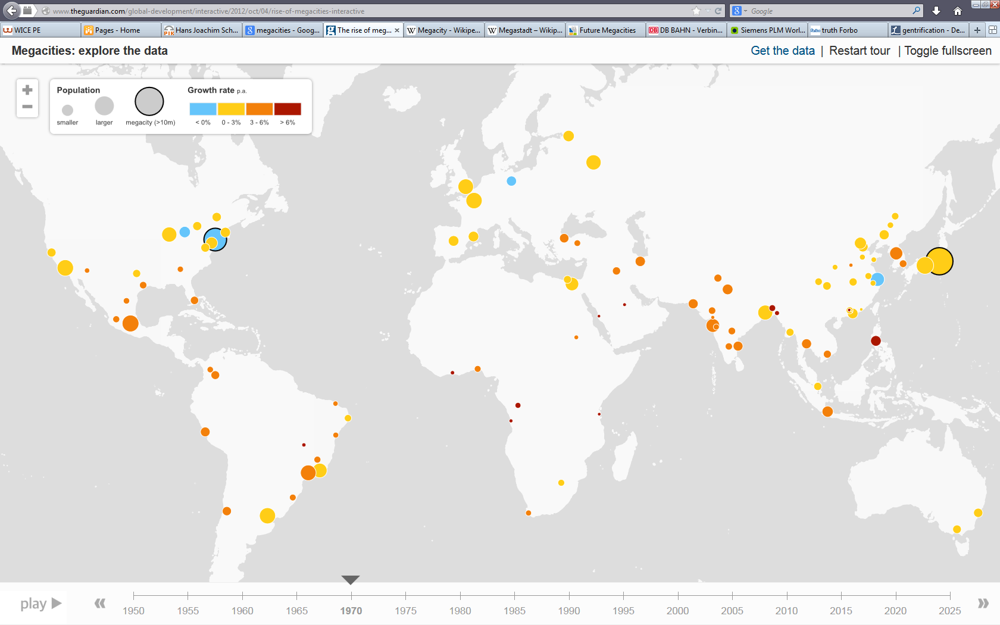 www.theguardian.com/global-development/interactive/2012/oct/04/rise-of-megacities-interactive
Google
WICE PE
Pages - Home
Hans Joachim Sch...
megacities - Goog...
The rise of meg...
Megacity - Wikipe...
Megastadt – Wikip...
Future Megacities
DB BAHN - Verbin...
Siemens PLM Worl...
truth Forbo
gentrification - De...
Megacities: explore the data
Get the data | Restart tour | Toggle fullscreen
Population
smaller larger megacity (>10m)
Growth rate p.a.
< 0% 0 - 3% 3 - 6% > 6%
play
1950 1955 1960 1965 1970 1975 1980 1985 1990 1995 2000 2005 2010 2015 2020 2025